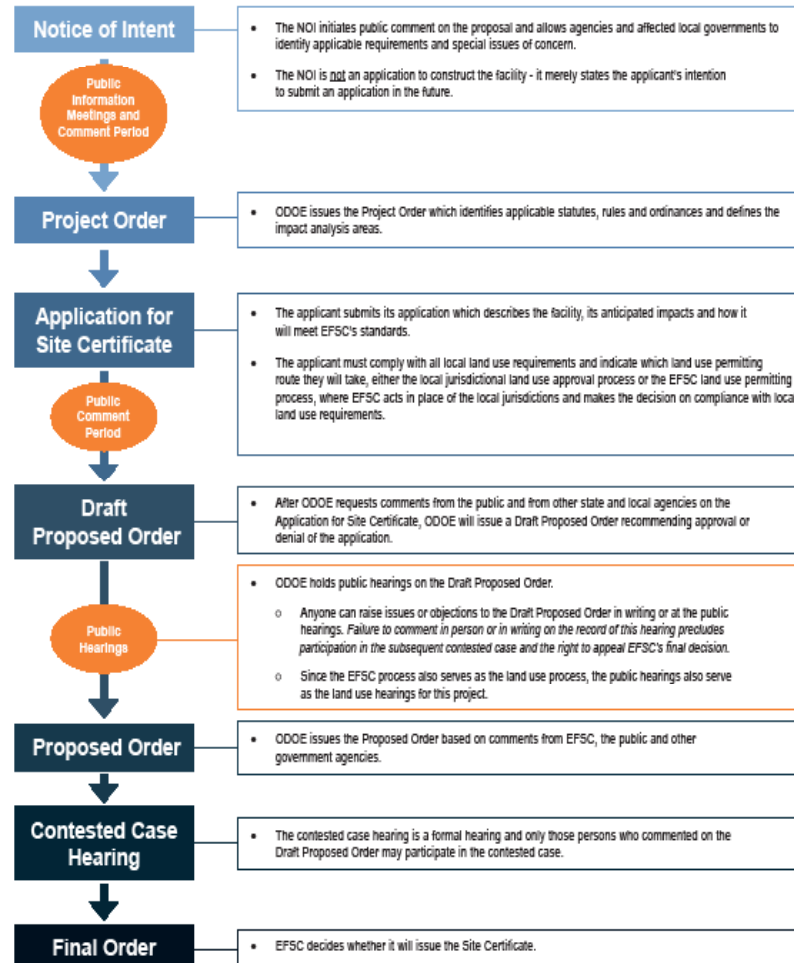 Notice of Intent
• The NOI initiates public comment on the proposal and allows agencies and affected local governments to
identify applicable requirements and special issues of concern.
• The NOI is not an application to construct the facility - it merely states the applicant's intention
to submit an application in the future.
Public
Information
Meetings and
Comment Period
Project Order
• ODOE issues the Project Order which identifies applicable statutes, rules and ordinances and defines the
impact analysis areas.
Application for
Site Certificate
• The applicant submits its application which describes the facility, its anticipated impacts and how it
will meet EFSC's standards.
• The applicant must comply with all local land use requirements and indicate which land use permitting
route they will take, either the local jurisdictional land use approval process or the EFSC land use permitting
process, where EFSC acts in place of the local jurisdictions and makes the decision on compliance with local
land use requirements.
Public
Comment
Period
Draft
Proposed Order
• After ODOE requests comments from the public and from other state and local agencies on the
Application for Site Certificate, ODOE will issue a Draft Proposed Order recommending approval or
denial of the application.
Public
Hearings
• ODOE holds public hearings on the Draft Proposed Order.
o Anyone can raise issues or objections to the Draft Proposed Order in writing or at the public
hearings. Failure to comment in person or in writing on the record of this hearing precludes
participation in the subsequent contested case and the right to appeal EFSC's final decision.
o Since the EFSC process also serves as the land use process, the public hearings also serve
as the land use hearings for this project.
Proposed Order
• ODOE issues the Proposed Order based on comments from EFSC, the public and other
government agencies.
Contested Case
Hearing
• The contested case hearing is a formal hearing and only those persons who commented on the
Draft Proposed Order may participate in the contested case.
Final Order
• EFSC decides whether it will issue the Site Certificate.